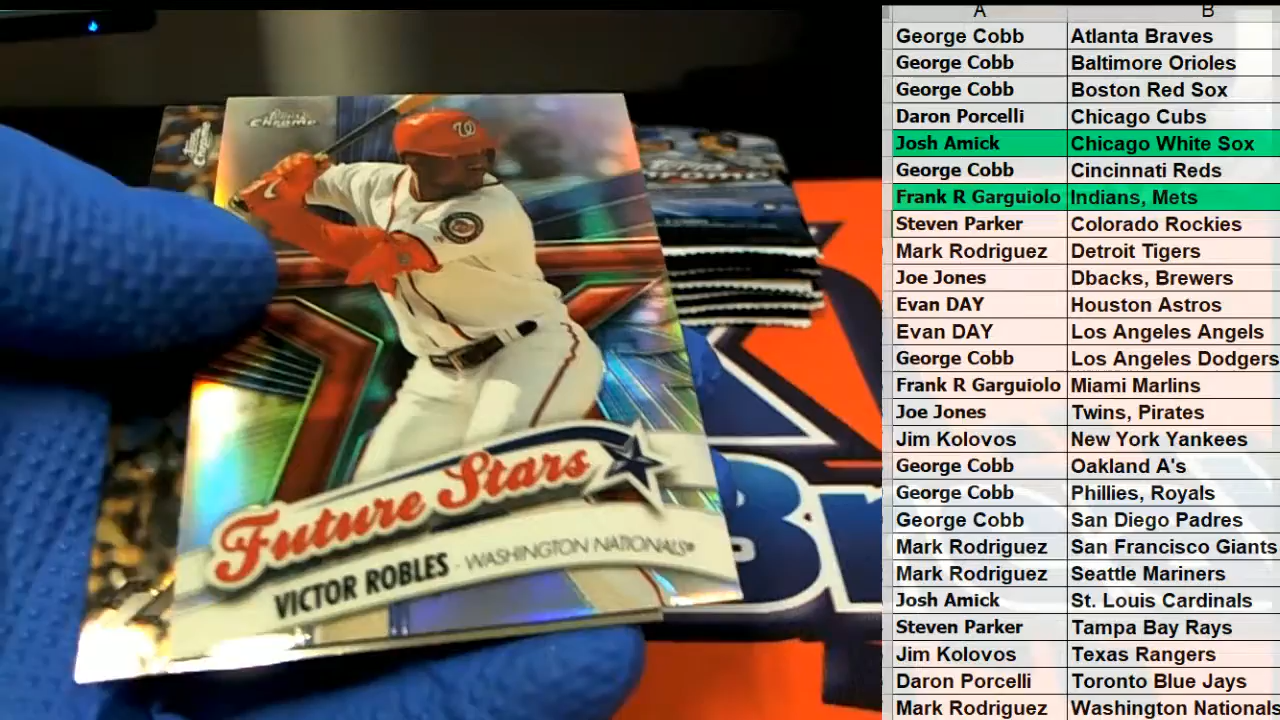 Topps Chrome
W
Future Stars
VICTOR ROBLES · WASHINGTON NATIONALS®
A B
George Cobb Atlanta Braves
George Cobb Baltimore Orioles
George Cobb Boston Red Sox
Daron Porcelli Chicago Cubs
Josh Amick Chicago White Sox
George Cobb Cincinnati Reds
Frank R Garguiolo Indians, Mets
Steven Parker Colorado Rockies
Mark Rodriguez Detroit Tigers
Joe Jones Dbacks, Brewers
Evan DAY Houston Astros
Evan DAY Los Angeles Angels
George Cobb Los Angeles Dodgers
Frank R Garguiolo Miami Marlins
Joe Jones Twins, Pirates
Jim Kolovos New York Yankees
George Cobb Oakland A's
George Cobb Phillies, Royals
George Cobb San Diego Padres
Mark Rodriguez San Francisco Giants
Mark Rodriguez Seattle Mariners
Josh Amick St. Louis Cardinals
Steven Parker Tampa Bay Rays
Jim Kolovos Texas Rangers
Daron Porcelli Toronto Blue Jays
Mark Rodriguez Washington Nationals